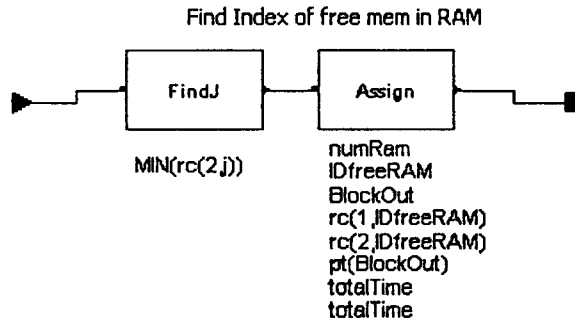 Find Index of free mem in RAM
FindJ
Assign
MIN(rc(2,j))
numRam
IDfreeRAM
BlockOut
rc(1,IDfreeRAM)
rc(2,IDfreeRAM)
pt(BlockOut)
totalTime
totalTime